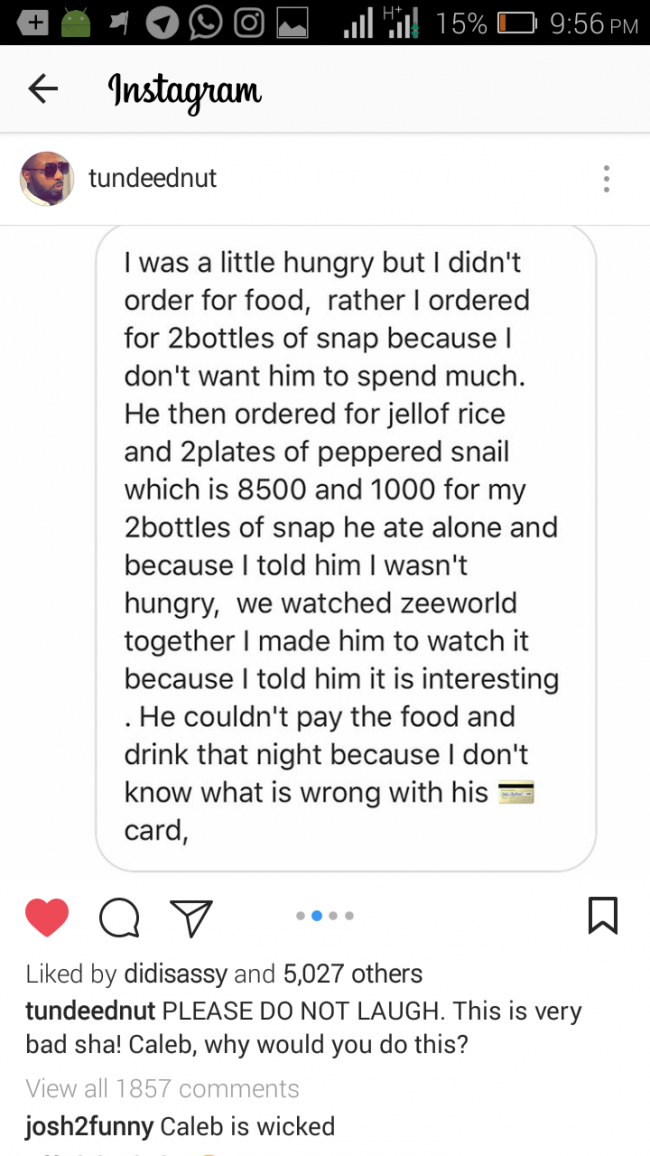 H+ 15% 9:56 PM
Instagram
tundeednut
I was a little hungry but I didn't
order for food,  rather I ordered
for 2bottles of snap because I
don't want him to spend much.
He then ordered for jellof rice
and 2plates of peppered snail
which is 8500 and 1000 for my
2bottles of snap he ate alone and
because I told him I wasn't
hungry,  we watched zeeworld
together I made him to watch it
because I told him it is interesting
. He couldn't pay the food and
drink that night because I don't
know what is wrong with his 💳
card,
Liked by didisassy and 5,027 others
tundeednut PLEASE DO NOT LAUGH. This is very
bad sha! Caleb, why would you do this?
View all 1857 comments
josh2funny Caleb is wicked